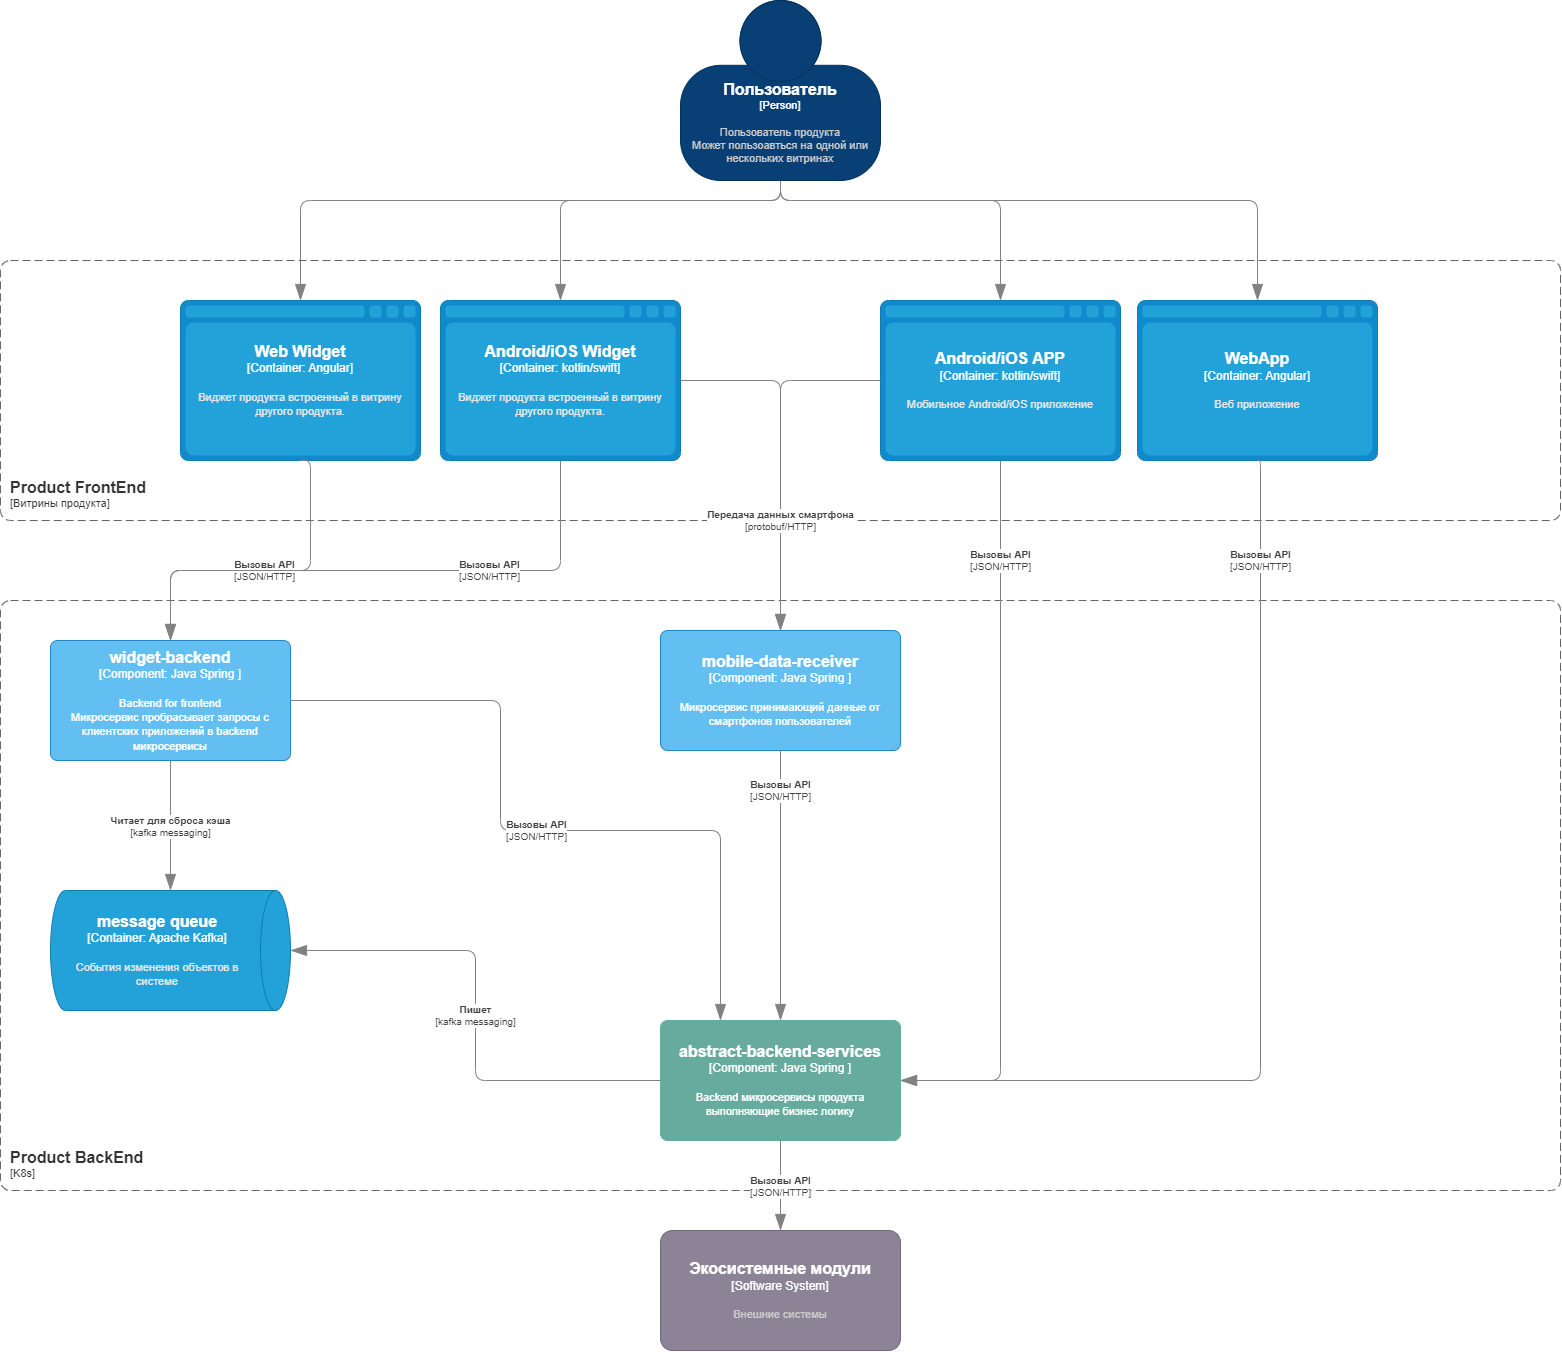 Пользователь
[Person]
Пользователь продукта
Может пользоавться на одной или
нескольких витринах
Web Widget
[Container: Angular]
Виджет продукта встроенный в витрину
другого продукта.
Android/iOS Widget
[Container: kotlin/swift]
Виджет продукта встроенный в витрину
другого продукта.
Android/iOS APP
[Container: kotlin/swift]
Мобильное Android/iOS приложение
WebApp
[Container: Angular]
Веб приложение
Product FrontEnd
[Витрины продукта]
Передача данных смартфона
[protobuf/HTTP]
Вызовы API
[JSON/HTTP]
Вызовы API
[JSON/HTTP]
Вызовы API
[JSON/HTTP]
Вызовы API
[JSON/HTTP]
widget-backend
[Component: Java Spring ]
Backend for frontend
Микросервис пробрасывает запросы с
клиентских приложений в backend
микросервисы
mobile-data-receiver
[Component: Java Spring ]
Микросервис принимающий данные от
смартфонов пользователей
Вызовы API
[JSON/HTTP]
Читает для сброса кэша
[kafka messaging]
Вызовы API
[JSON/HTTP]
message queue
[Container: Apache Kafka]
События изменения объектов в
системе
Пишет
[kafka messaging]
abstract-backend-services
[Component: Java Spring ]
Backend микросервисы продукта
выполняющие бизнес логику
Product BackEnd
[K8s]
Вызовы API
[JSON/HTTP]
Экосистемные модули
[Software System]
Внешние системы